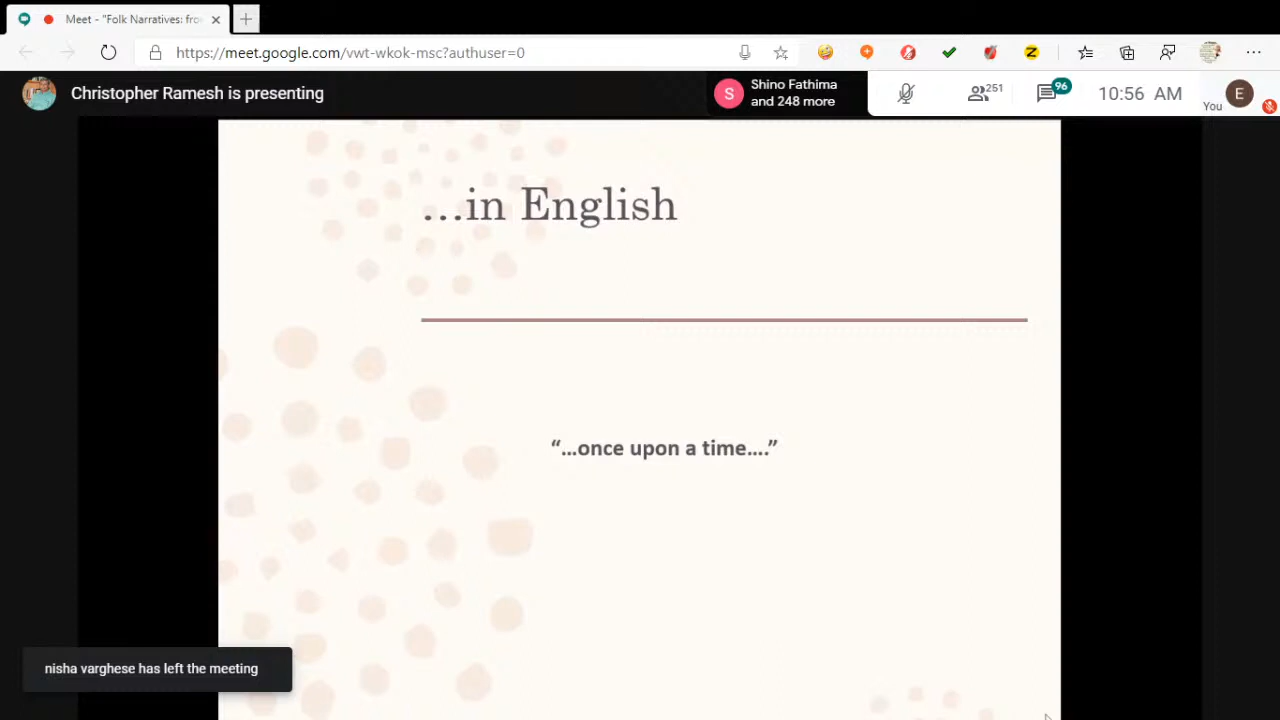 Meet - "Folk Narratives: fro
https://meet.google.com/vwt-wkok-msc?authuser=0
Christopher Ramesh is presenting
S
Shino Fathima
and 248 more
251
96
10:56 AM
You
E
…in English
“…once upon a time….”
nisha varghese has left the meeting